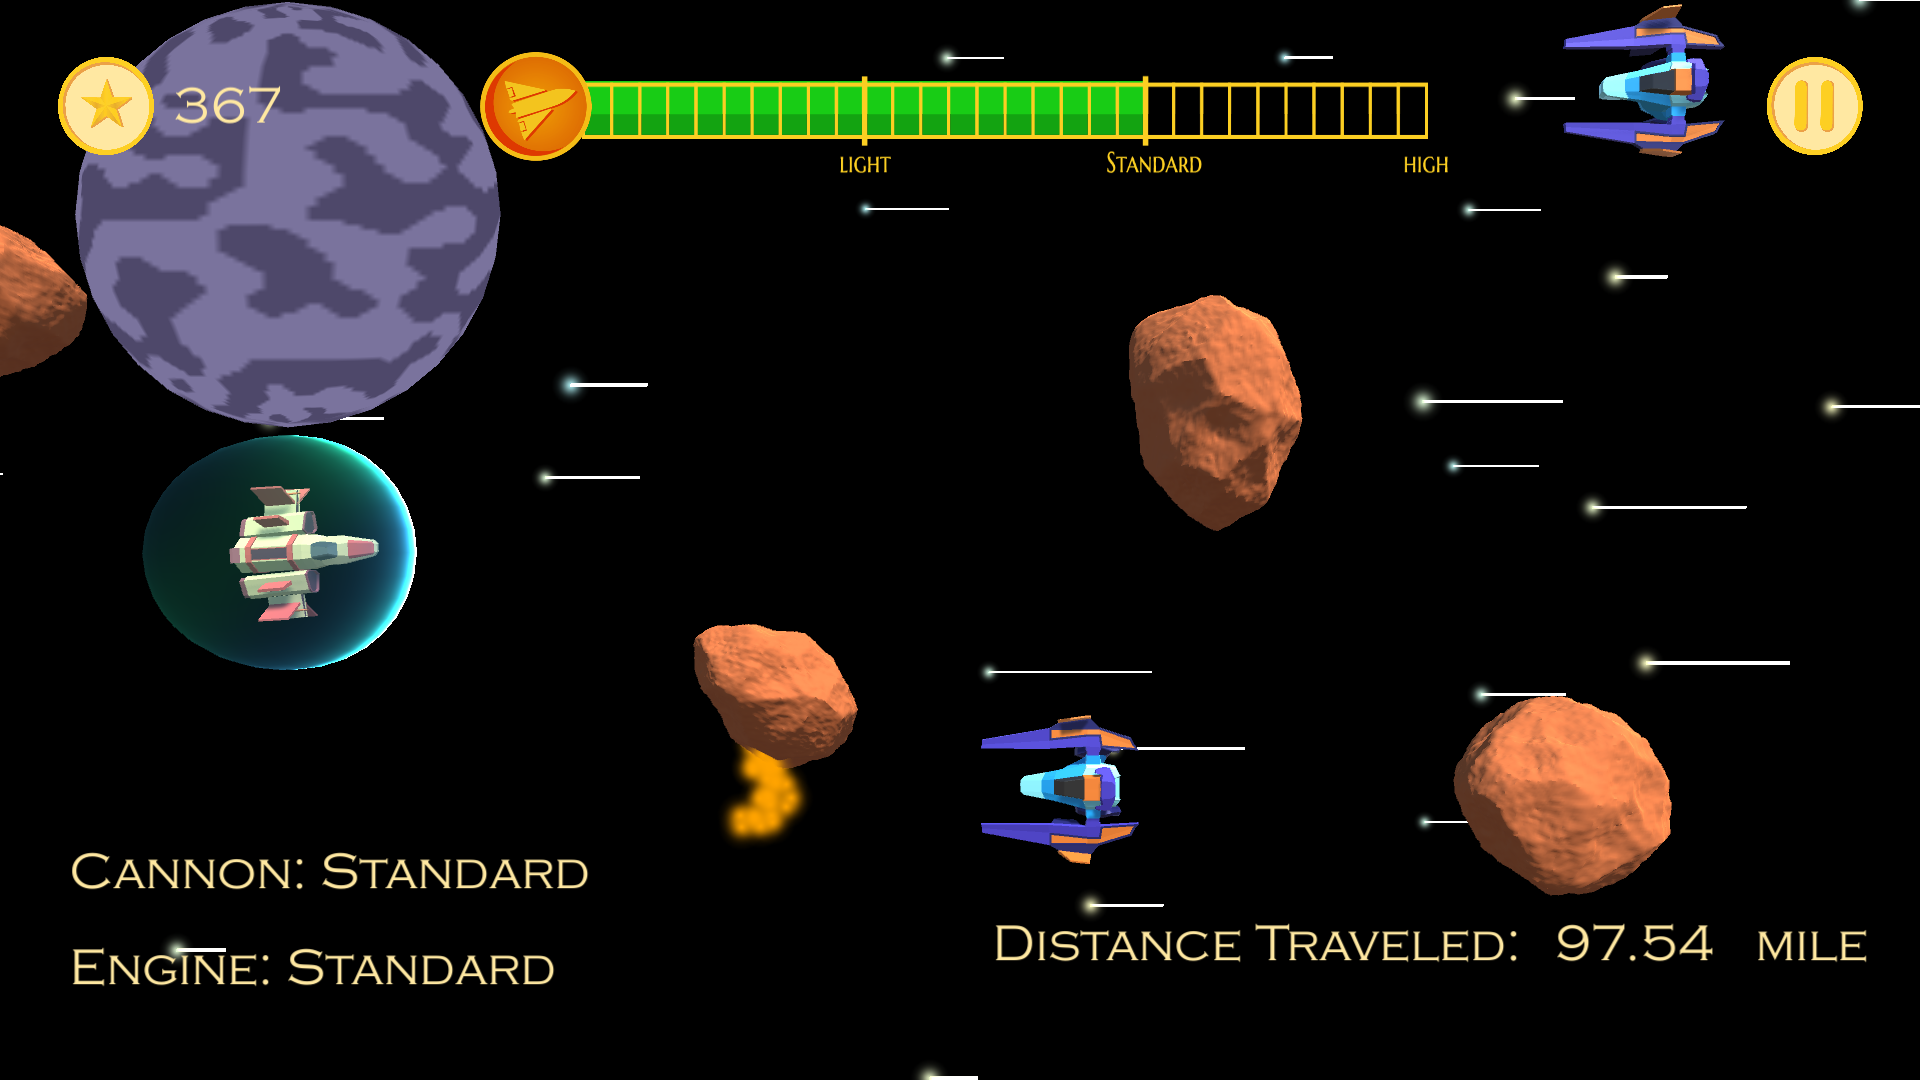 367
LIGHT STANDARD HIGH
CANNON: STANDARD
ENGINE: STANDARD
DISTANCE TRAVELED: 97.54 MILE